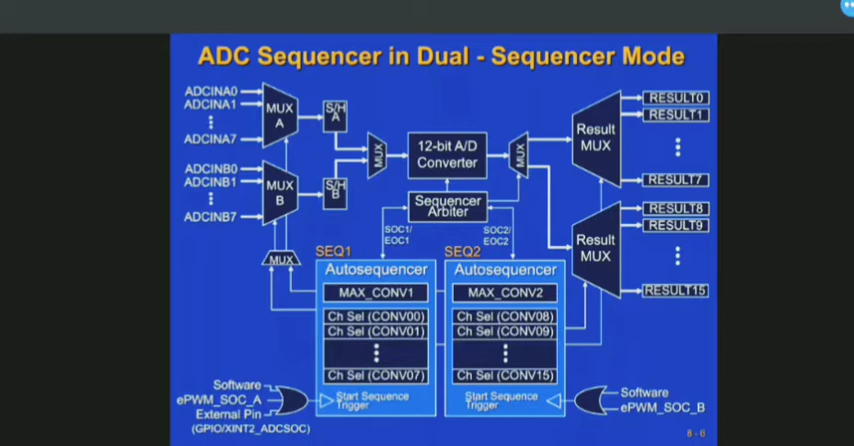 ADC Sequencer in Dual - Sequencer Mode
ADCINA0
ADCINA1
ADCINA7
MUX
A
S/H
A
ADCINB0
ADCINB1
ADCINB7
MUX
B
S/H
B
MUX
12-bit A/D
Converter
MUX
Sequencer
Arbiter
Result
MUX
RESULT0
RESULT1
RESULT7
Result
MUX
RESULT8
RESULT9
RESULT15
SOC1/
EOC1
SOC2/
EOC2
MUX
SEQ1
Autosequencer
MAX_CONV1
Ch Sel (CONV00)
Ch Sel (CONV01)
Ch Sel (CONV07)
Start Sequence
Trigger
SEQ2
Autosequencer
MAX_CONV2
Ch Sel (CONV08)
Ch Sel (CONV09)
Ch Sel (CONV15)
Start Sequence
Trigger
Software
ePWM_SOC_A
External Pin
(GPIO/XINT2_ADCSOC)
Software
ePWM_SOC_B
8 - 6